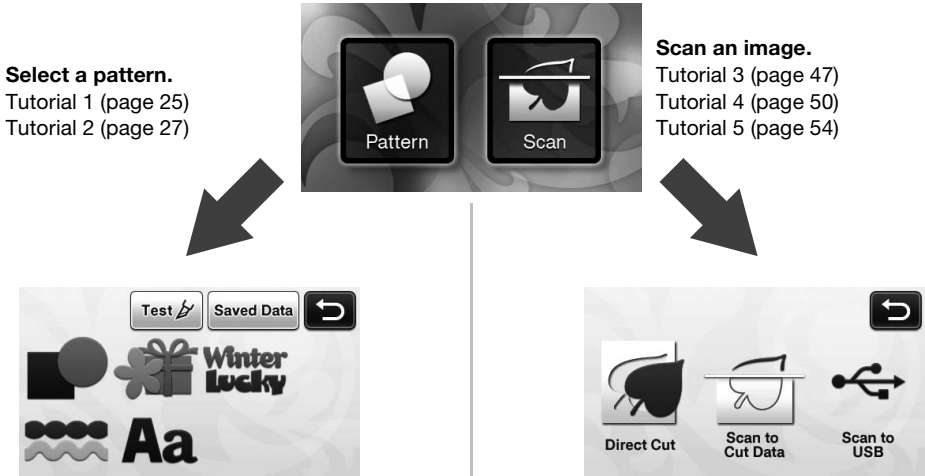 Select a pattern.
Tutorial 1 (page 25)
Tutorial 2 (page 27)
Pattern
Scan
Scan an image.
Tutorial 3 (page 47)
Tutorial 4 (page 50)
Tutorial 5 (page 54)
Test
Saved Data
Winter
Lucky
Aa
Direct Cut
Scan to
Cut Data
Scan to
USB